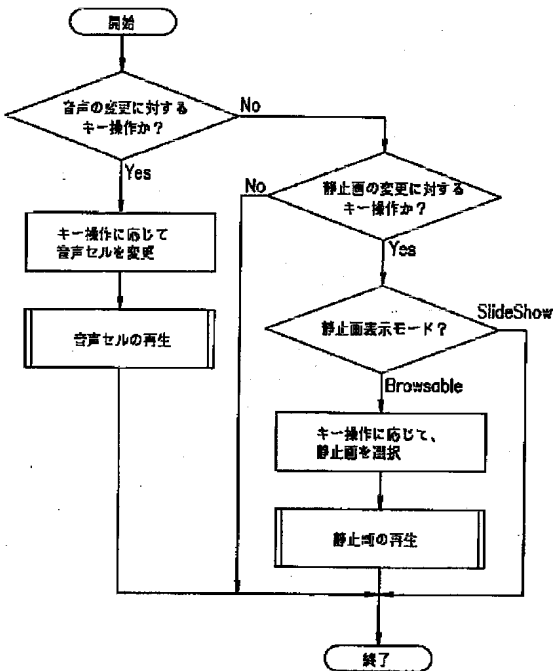 開始
音声の変更に対する
キー操作か？
No
Yes
No
静止画の変更に対する
キー操作か？
キー操作に応じて
音声セルを変更
Yes
SlideShow
静止画表示モード？
音声セルの再生
Browsable
キー操作に応じて、
静止画を選択
静止画の再生
終了